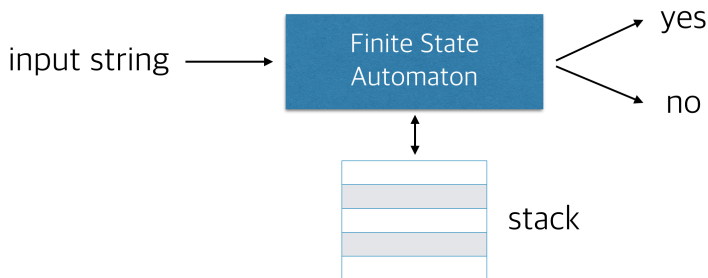 input string
Finite State
Automaton
yes
no
stack